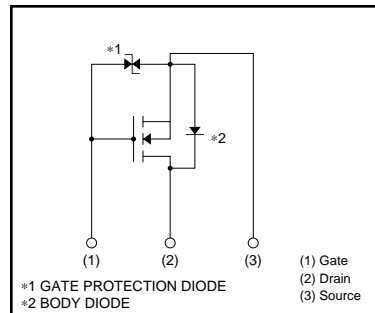 *1
*2
(1) (2) (3)
*1 GATE PROTECTION DIODE
*2 BODY DIODE
(1) Gate
(2) Drain
(3) Source